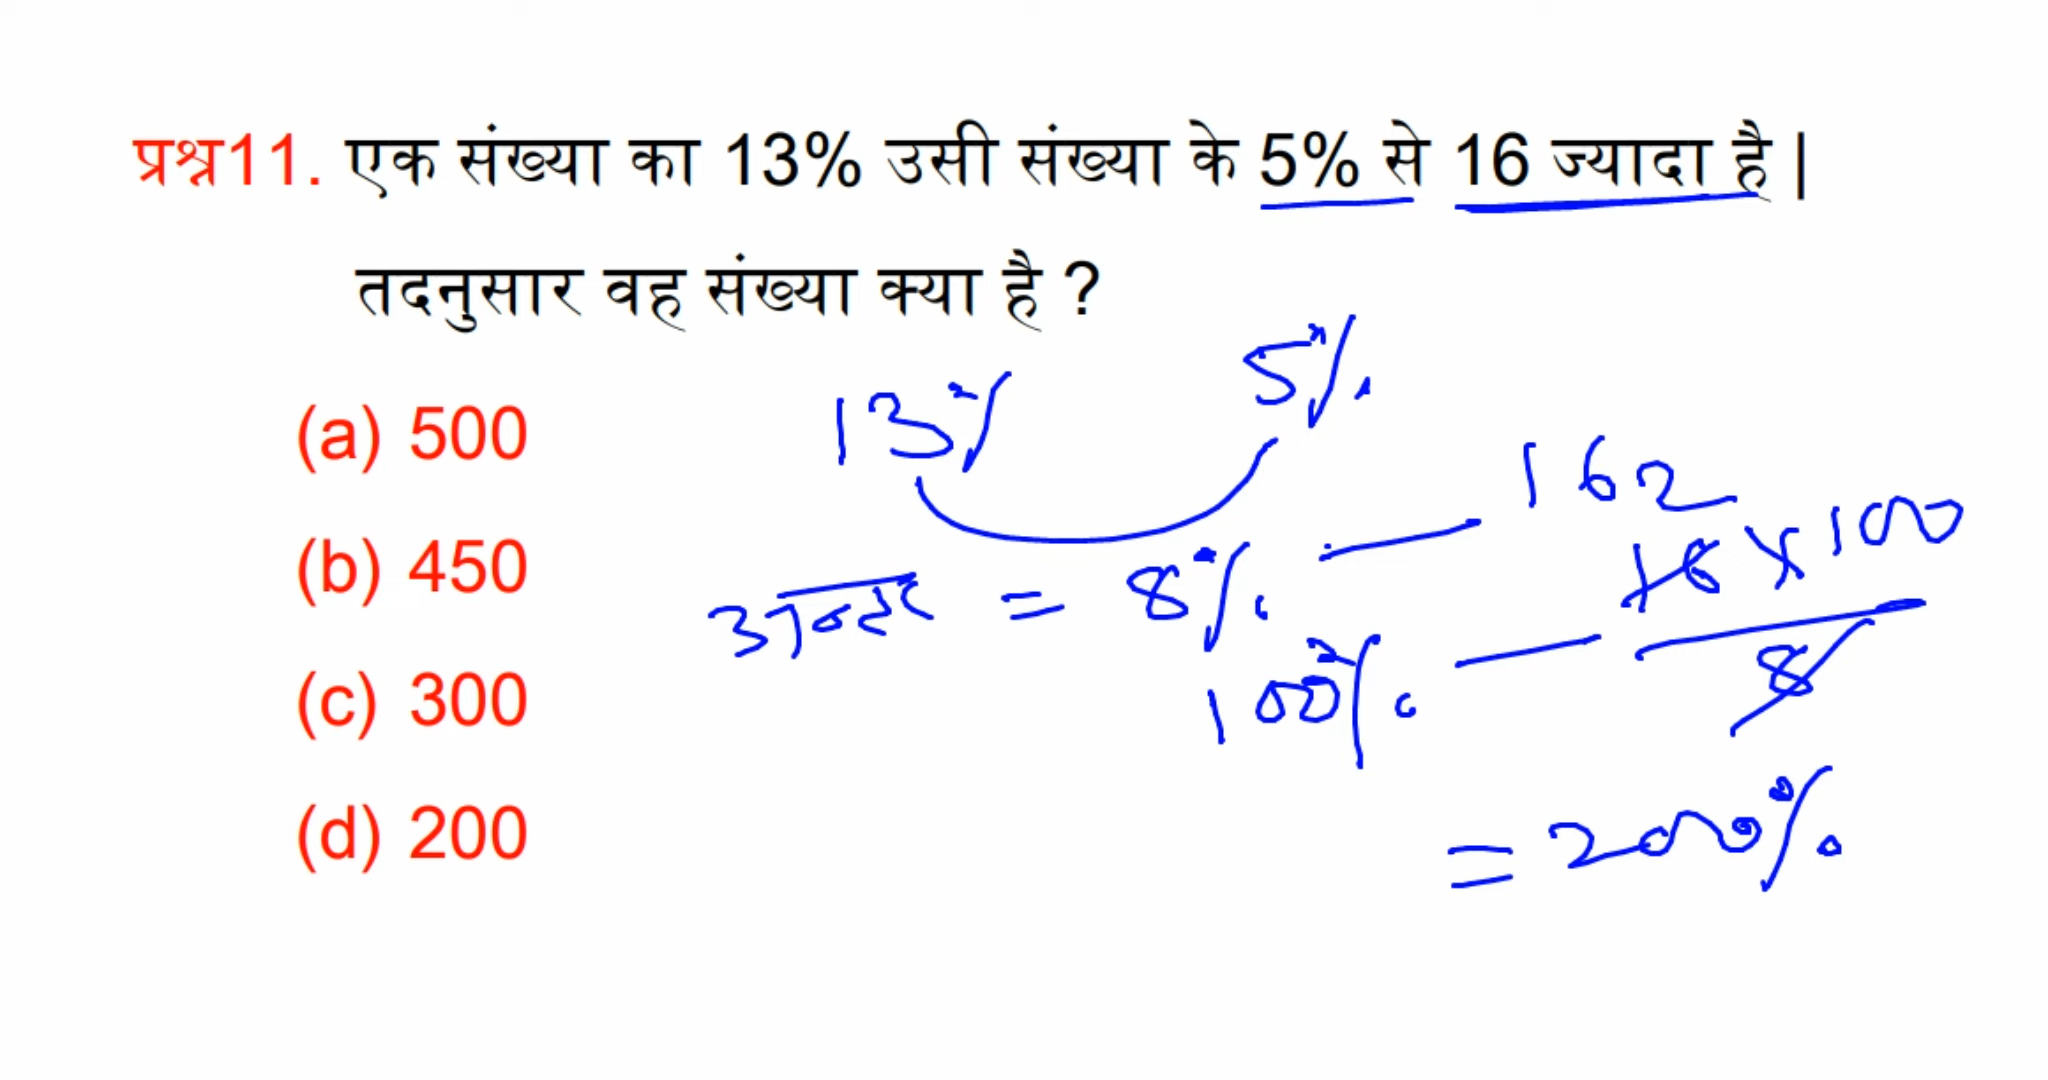 प्रश्न11. एक संख्या का 13% उसी संख्या के 5% से 16 ज्यादा है |
तदनुसार वह संख्या क्या है ?
(a) 500
(b) 450
(c) 300
(d) 200
13% 5%
अन्तर = 8% — 16
100% — 16 × 100 / 8
2
= 200%